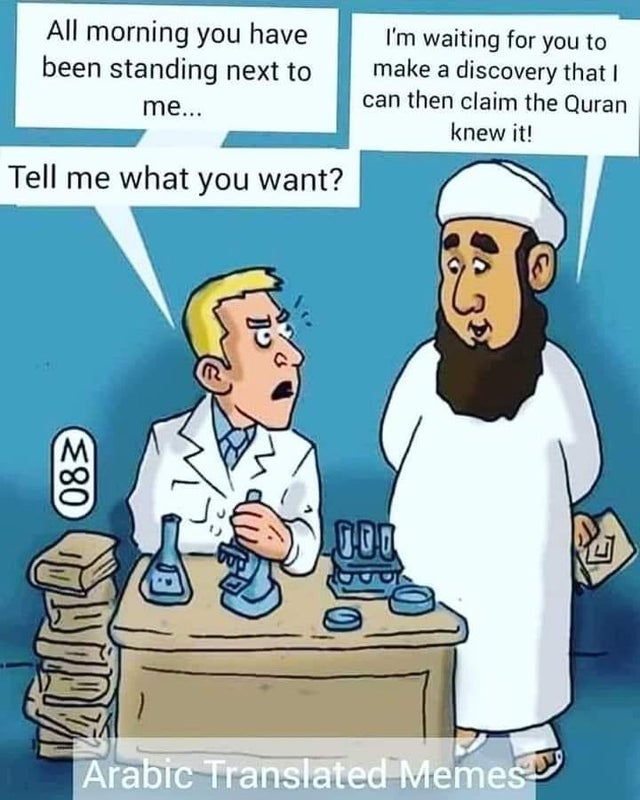 All morning you have
been standing next to
me...
Tell me what you want?
I'm waiting for you to
make a discovery that I
can then claim the Quran
knew it!
M80
Arabic Translated Memes